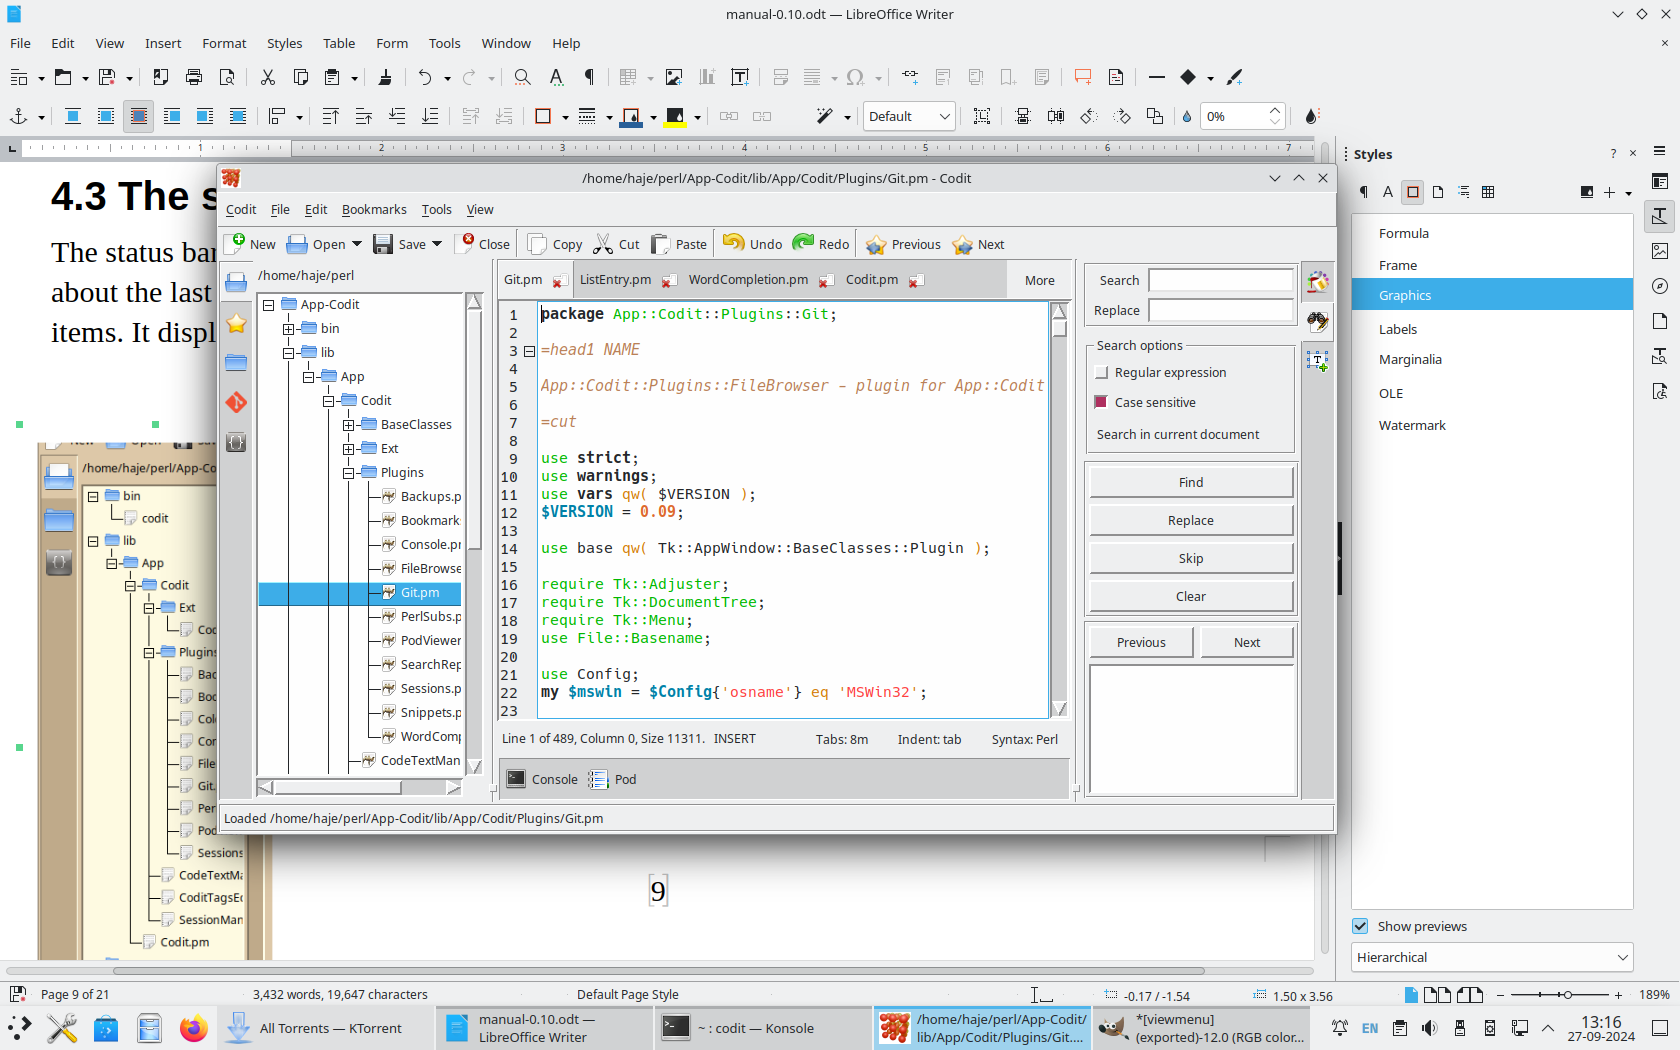 manual-0.10.odt — LibreOffice Writer
File Edit View Insert Format Styles Table Form Tools Window Help
Default
0%
1 2 3 4 5 6 7
4.3 The s
The status bar
about the last
items. It displ
/home/haje/perl/App-Co
bin
codit
lib
App
Codit
Ext
Plugins
Sessions
CodeTextMa
CoditTagsEd
SessionMan
Codit.pm
/home/haje/perl/App-Codit/lib/App/Codit/Plugins/Git.pm - Codit
Codit File Edit Bookmarks Tools View
New Open Save Close Copy Cut Paste Undo Redo Previous Next
/home/haje/perl
App-Codit
bin
lib
App
Codit
BaseClasses
Ext
Plugins
Backups.p
Bookmark
Console.pr
FileBrowse
Git.pm
PerlSubs.p
PodViewer
SearchRep
Sessions.p
Snippets.p
WordComp
CodeTextMan
Git.pm ListEntry.pm WordCompletion.pm Codit.pm More
1 package App::Codit::Plugins::Git;
2
3 =head1 NAME
4
5 App::Codit::Plugins::FileBrowser - plugin for App::Codit
6
7 =cut
8
9 use strict;
10 use warnings;
11 use vars qw( $VERSION );
12 $VERSION = 0.09;
13
14 use base qw( Tk::AppWindow::BaseClasses::Plugin );
15
16 require Tk::Adjuster;
17 require Tk::DocumentTree;
18 require Tk::Menu;
19 use File::Basename;
20
21 use Config;
22 my $mswin = $Config{'osname'} eq 'MSWin32';
23
Line 1 of 489, Column 0, Size 11311. INSERT Tabs: 8m Indent: tab Syntax: Perl
Console Pod
Loaded /home/haje/perl/App-Codit/lib/App/Codit/Plugins/Git.pm
Search
Replace
Search options
Regular expression
Case sensitive
Search in current document
Find
Replace
Skip
Clear
Previous Next
9
Styles
Formula
Frame
Graphics
Labels
Marginalia
OLE
Watermark
Show previews
Hierarchical
Page 9 of 21 3,432 words, 19,647 characters Default Page Style -0.17 / -1.54 1.50 x 3.56 189%
All Torrents — KTorrent
manual-0.10.odt —
LibreOffice Writer
~ : codit — Konsole
/home/haje/perl/App-Codit/
lib/App/Codit/Plugins/Git....
*[viewmenu]
(exported)-12.0 (RGB color...
EN
13:16
27-09-2024